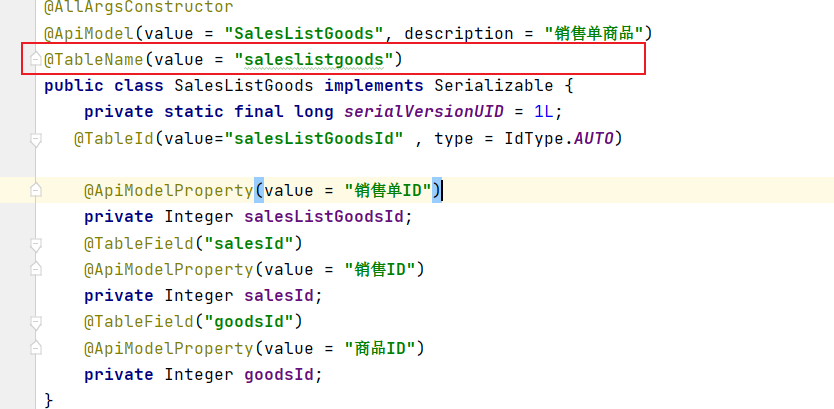 @AllArgsConstructor
@ApiModel(value = "SalesListGoods", description = "销售单商品")
@TableName(value = "saleslistgoods")
public class SalesListGoods implements Serializable {
    private static final long serialVersionUID = 1L;
   @TableId(value="salesListGoodsId" , type = IdType.AUTO)
    @ApiModelProperty(value = "销售单ID")
    private Integer salesListGoodsId;
    @TableField("salesId")
    @ApiModelProperty(value = "销售ID")
    private Integer salesId;
    @TableField("goodsId")
    @ApiModelProperty(value = "商品ID")
    private Integer goodsId;
}